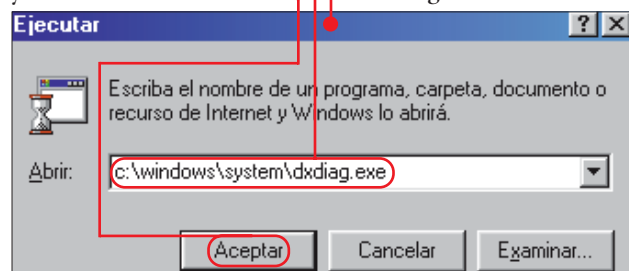 Ejecutar
Escriba el nombre de un programa, carpeta, documento o
recurso de Internet y Windows lo abrirá.
Abrir:
c:\windows\system\dxdiag.exe
Aceptar
Cancelar
Examinar...